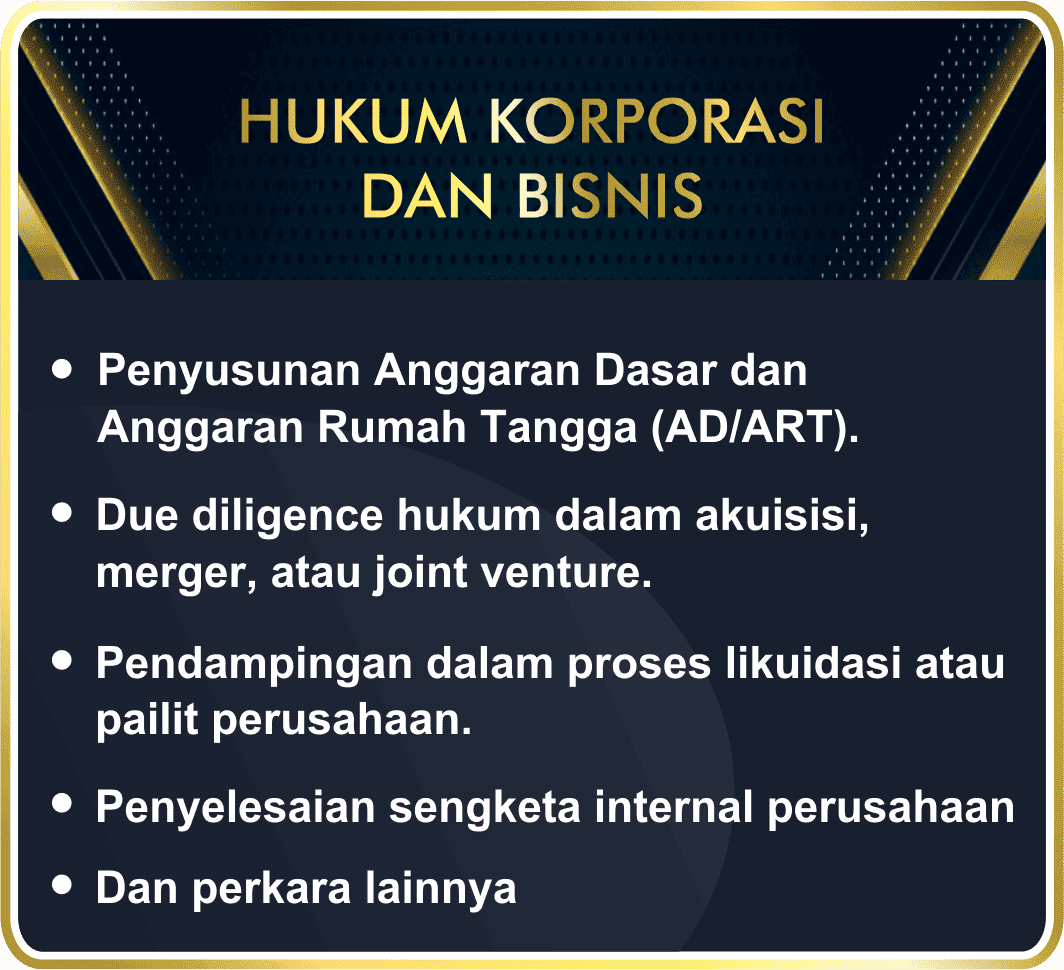 HUKUM KORPORASI
DAN BISNIS
• Penyusunan Anggaran Dasar dan
Anggaran Rumah Tangga (AD/ART).
• Due diligence hukum dalam akuisisi,
merger, atau joint venture.
• Pendampingan dalam proses likuidasi atau
pailit perusahaan.
• Penyelesaian sengketa internal perusahaan
• Dan perkara lainnya